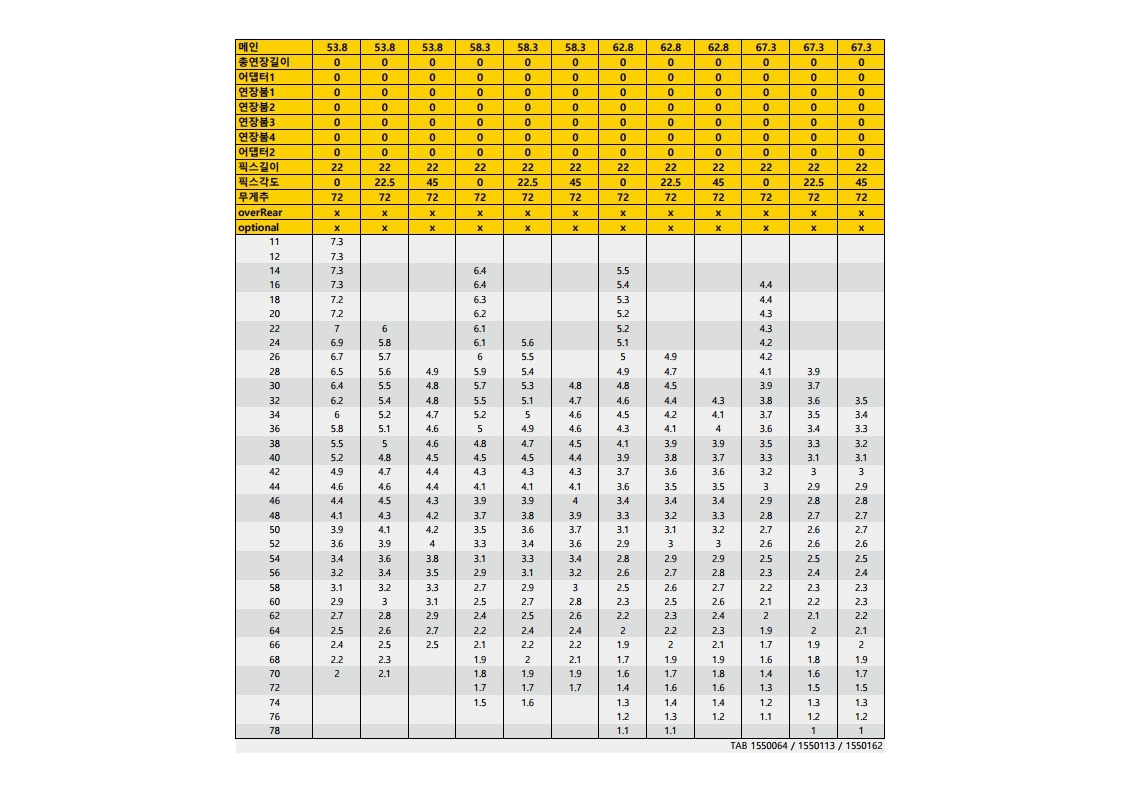 메인 53.8 53.8 53.8 58.3 58.3 58.3 62.8 62.8 62.8 67.3 67.3 67.3
총연장길이 0 0 0 0 0 0 0 0 0 0 0 0
어댑터1 0 0 0 0 0 0 0 0 0 0 0 0
연장붐1 0 0 0 0 0 0 0 0 0 0 0 0
연장붐2 0 0 0 0 0 0 0 0 0 0 0 0
연장붐3 0 0 0 0 0 0 0 0 0 0 0 0
연장붐4 0 0 0 0 0 0 0 0 0 0 0 0
어댑터2 0 0 0 0 0 0 0 0 0 0 0 0
픽스길이 22 22 22 22 22 22 22 22 22 22 22 22
픽스각도 0 22.5 45 0 22.5 45 0 22.5 45 0 22.5 45
무게추 72 72 72 72 72 72 72 72 72 72 72 72
overRear x x x x x x x x x x x x
optional x x x x x x x x x x x x
11 7.3
12 7.3
14 7.3 6.4 5.5
16 7.3 6.4 5.4 4.4
18 7.2 6.3 5.3 4.4
20 7.2 6.2 5.2 4.3
22 7 6 6.1 5.2 4.3
24 6.9 5.8 6.1 5.6 5.1 4.2
26 6.7 5.7 6 5.5 5 4.9 4.2
28 6.5 5.6 4.9 5.9 5.4 4.9 4.7 4.1 3.9
30 6.4 5.5 4.8 5.7 5.3 4.8 4.8 4.5 3.9 3.7
32 6.2 5.4 4.8 5.5 5.1 4.7 4.6 4.4 4.3 3.8 3.6 3.5
34 6 5.2 4.7 5.2 5 4.6 4.5 4.2 4.1 3.7 3.5 3.4
36 5.8 5.1 4.6 5 4.9 4.6 4.3 4.1 4 3.6 3.4 3.3
38 5.5 5 4.6 4.8 4.7 4.5 4.1 3.9 3.9 3.5 3.3 3.2
40 5.2 4.8 4.5 4.5 4.5 4.4 3.9 3.8 3.7 3.3 3.1 3.1
42 4.9 4.7 4.4 4.3 4.3 4.3 3.7 3.6 3.6 3.2 3 3
44 4.6 4.6 4.4 4.1 4.1 4.1 3.6 3.5 3.5 3 2.9 2.9
46 4.4 4.5 4.3 3.9 3.9 4 3.4 3.4 3.4 2.9 2.8 2.8
48 4.1 4.3 4.2 3.7 3.8 3.9 3.3 3.2 3.3 2.8 2.7 2.7
50 3.9 4.1 4.2 3.5 3.6 3.7 3.1 3.1 3.2 2.7 2.6 2.7
52 3.6 3.9 4 3.3 3.4 3.6 2.9 3 3 2.6 2.6 2.6
54 3.4 3.6 3.8 3.1 3.3 3.4 2.8 2.9 2.9 2.5 2.5 2.5
56 3.2 3.4 3.5 2.9 3.1 3.2 2.6 2.7 2.8 2.3 2.4 2.4
58 3.1 3.2 3.3 2.7 2.9 3 2.5 2.6 2.7 2.2 2.3 2.3
60 2.9 3 3.1 2.5 2.7 2.8 2.3 2.5 2.6 2.1 2.2 2.3
62 2.7 2.8 2.9 2.4 2.5 2.6 2.2 2.3 2.4 2 2.1 2.2
64 2.5 2.6 2.7 2.2 2.4 2.4 2 2.2 2.3 1.9 2 2.1
66 2.4 2.5 2.5 2.1 2.2 2.2 1.9 2 2.1 1.7 1.9 2
68 2.2 2.3 1.9 2 2.1 1.7 1.9 1.9 1.6 1.8 1.9
70 2 2.1 1.8 1.9 1.9 1.6 1.7 1.8 1.4 1.6 1.7
72 1.7 1.7 1.7 1.4 1.6 1.6 1.3 1.5 1.5
74 1.5 1.6 1.3 1.4 1.4 1.2 1.3 1.3
76 1.2 1.3 1.2 1.1 1.2 1.2
78 1.1 1.1 1 1
TAB 1550064 / 1550113 / 1550162